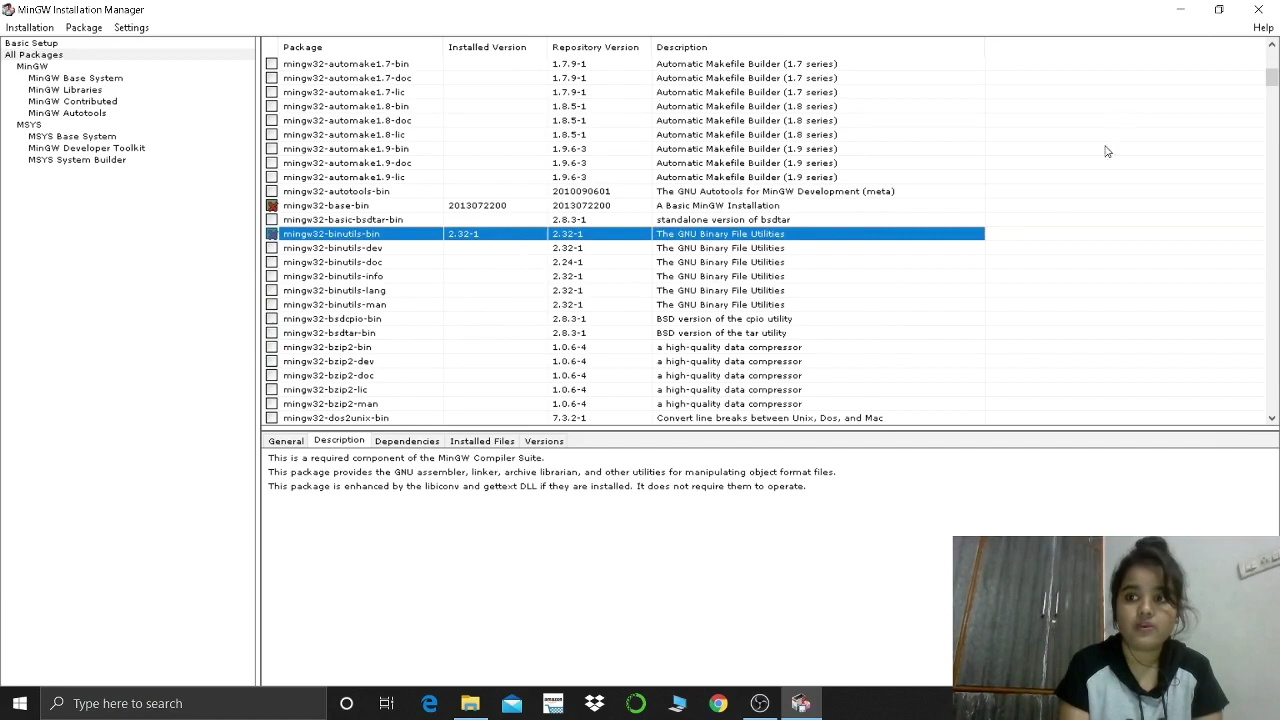 MinGW Installation Manager
Installation Package Settings Help
Basic Setup
All Packages
MinGW
MinGW Base System
MinGW Libraries
MinGW Contributed
MinGW Autotools
MSYS
MSYS Base System
MinGW Developer Toolkit
MSYS System Builder
Package Installed Version Repository Version Description
mingw32-automake1.7-bin 1.7.9-1 Automatic Makefile Builder (1.7 series)
mingw32-automake1.7-doc 1.7.9-1 Automatic Makefile Builder (1.7 series)
mingw32-automake1.7-lic 1.7.9-1 Automatic Makefile Builder (1.7 series)
mingw32-automake1.8-bin 1.8.5-1 Automatic Makefile Builder (1.8 series)
mingw32-automake1.8-doc 1.8.5-1 Automatic Makefile Builder (1.8 series)
mingw32-automake1.8-lic 1.8.5-1 Automatic Makefile Builder (1.8 series)
mingw32-automake1.9-bin 1.9.6-3 Automatic Makefile Builder (1.9 series)
mingw32-automake1.9-doc 1.9.6-3 Automatic Makefile Builder (1.9 series)
mingw32-automake1.9-lic 1.9.6-3 Automatic Makefile Builder (1.9 series)
mingw32-autotools-bin 2010090601 The GNU Autotools for MinGW Development (meta)
mingw32-base-bin 2013072200 2013072200 A Basic MinGW Installation
mingw32-basic-bsdtar-bin 2.8.3-1 standalone version of bsdtar
mingw32-binutils-bin 2.32-1 2.32-1 The GNU Binary File Utilities
mingw32-binutils-dev 2.32-1 The GNU Binary File Utilities
mingw32-binutils-doc 2.24-1 The GNU Binary File Utilities
mingw32-binutils-info 2.32-1 The GNU Binary File Utilities
mingw32-binutils-lang 2.32-1 The GNU Binary File Utilities
mingw32-binutils-man 2.32-1 The GNU Binary File Utilities
mingw32-bsdcpio-bin 2.8.3-1 BSD version of the cpio utility
mingw32-bsdtar-bin 2.8.3-1 BSD version of the tar utility
mingw32-bzip2-bin 1.0.6-4 a high-quality data compressor
mingw32-bzip2-dev 1.0.6-4 a high-quality data compressor
mingw32-bzip2-doc 1.0.6-4 a high-quality data compressor
mingw32-bzip2-lic 1.0.6-4 a high-quality data compressor
mingw32-bzip2-man 1.0.6-4 a high-quality data compressor
mingw32-dos2unix-bin 7.3.2-1 Convert line breaks between Unix, Dos, and Mac
General Description Dependencies Installed Files Versions
This is a required component of the MinGW Compiler Suite.
This package provides the GNU assembler, linker, archive librarian, and other utilities for manipulating object format files.
This package is enhanced by the libiconv and gettext DLL if they are installed. It does not require them to operate.
Type here to search
amazon